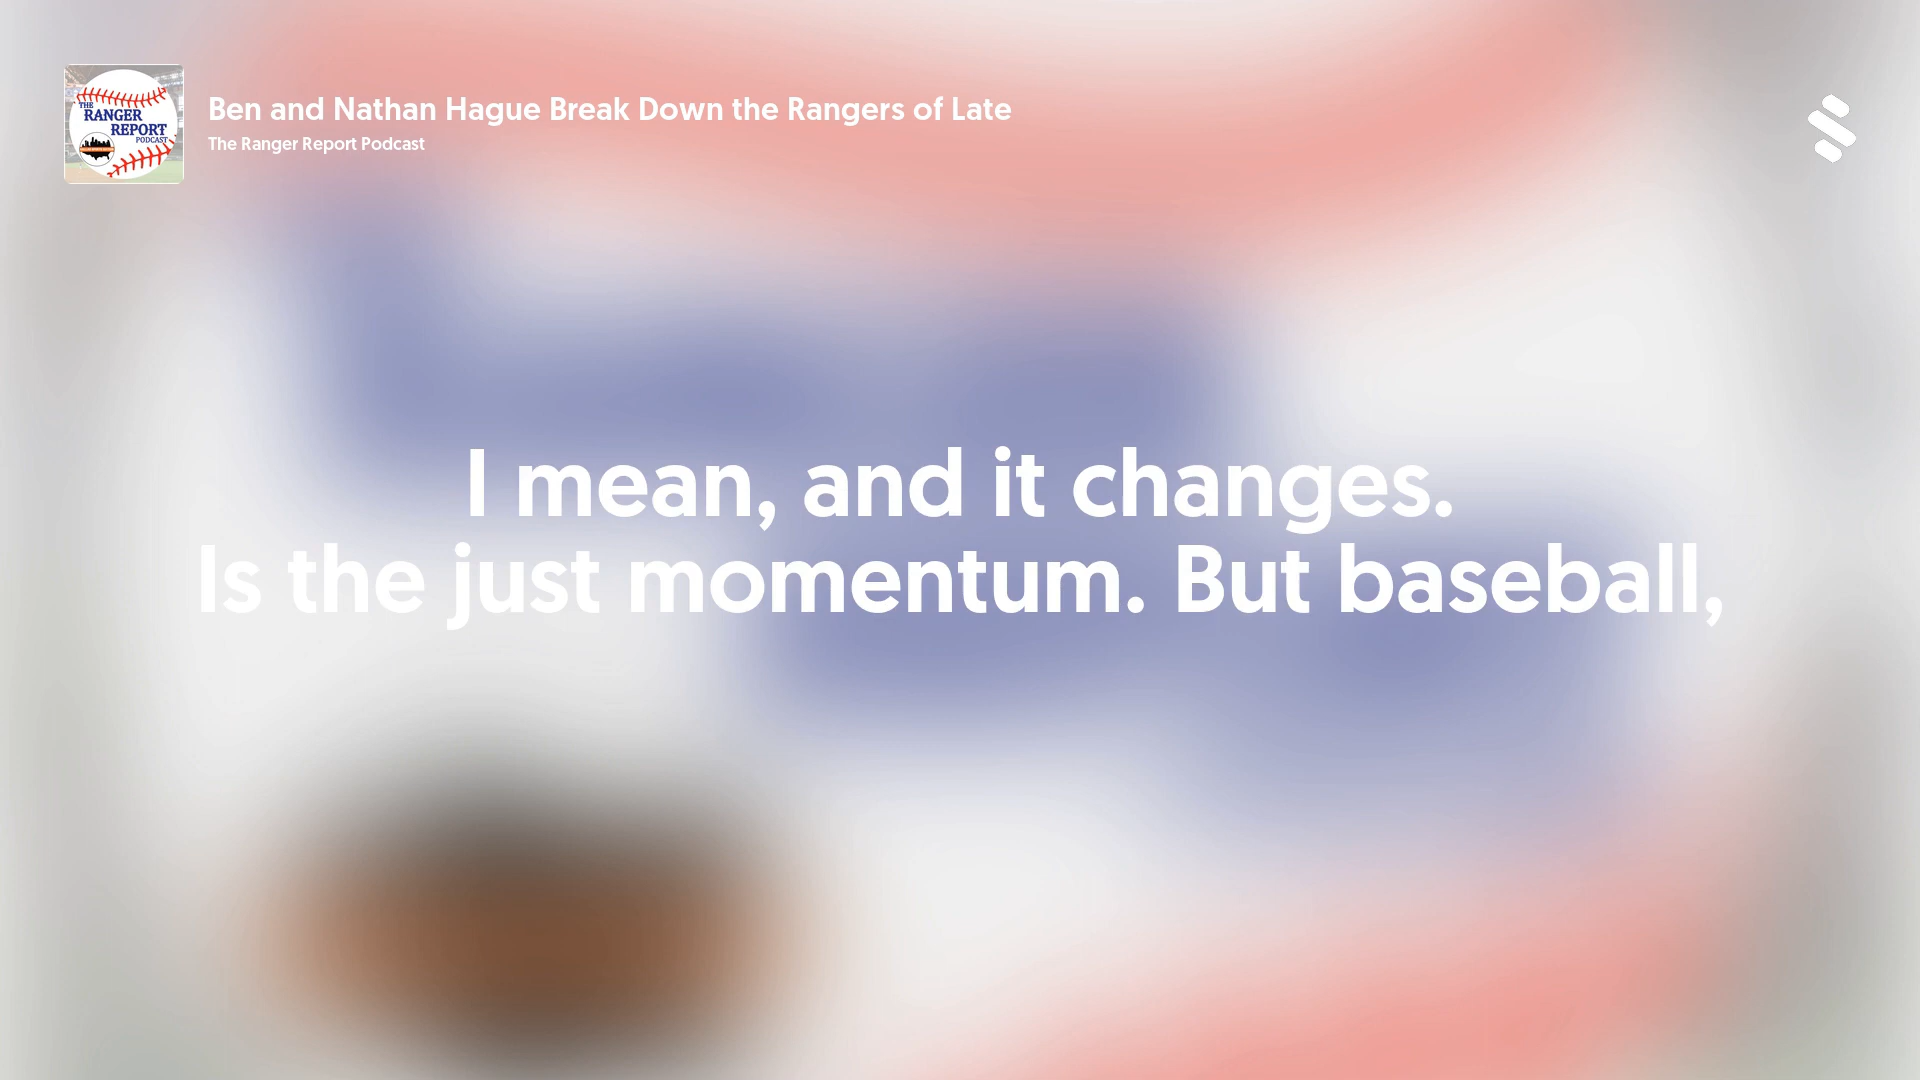 THE
RANGER
REPORT
PODCAST
Ben and Nathan Hague Break Down the Rangers of Late
The Ranger Report Podcast
I mean, and it changes.
Is the just momentum. But baseball,